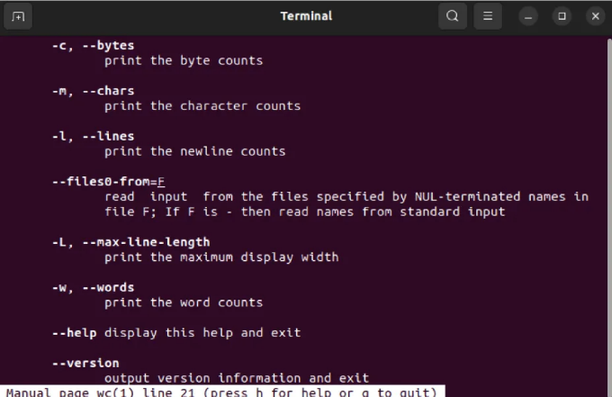 Terminal
-c, --bytes
print the byte counts
-m, --chars
print the character counts
-l, --lines
print the newline counts
--files0-from=F
read input from the files specified by NUL-terminated names in
file F; If F is - then read names from standard input
-L, --max-line-length
print the maximum display width
-w, --words
print the word counts
--help display this help and exit
--version
output version information and exit
Manual page wc(1) line 21 (press h for help or q to quit)